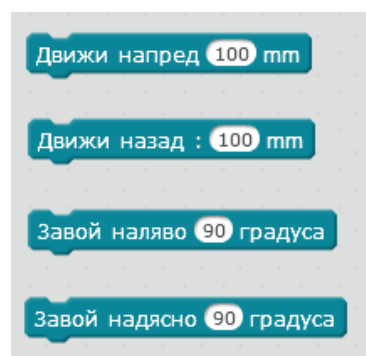 Движи напред 100 mm
Движи назад : 100 mm
Завой наляво 90 градуса
Завой надясно 90 градуса